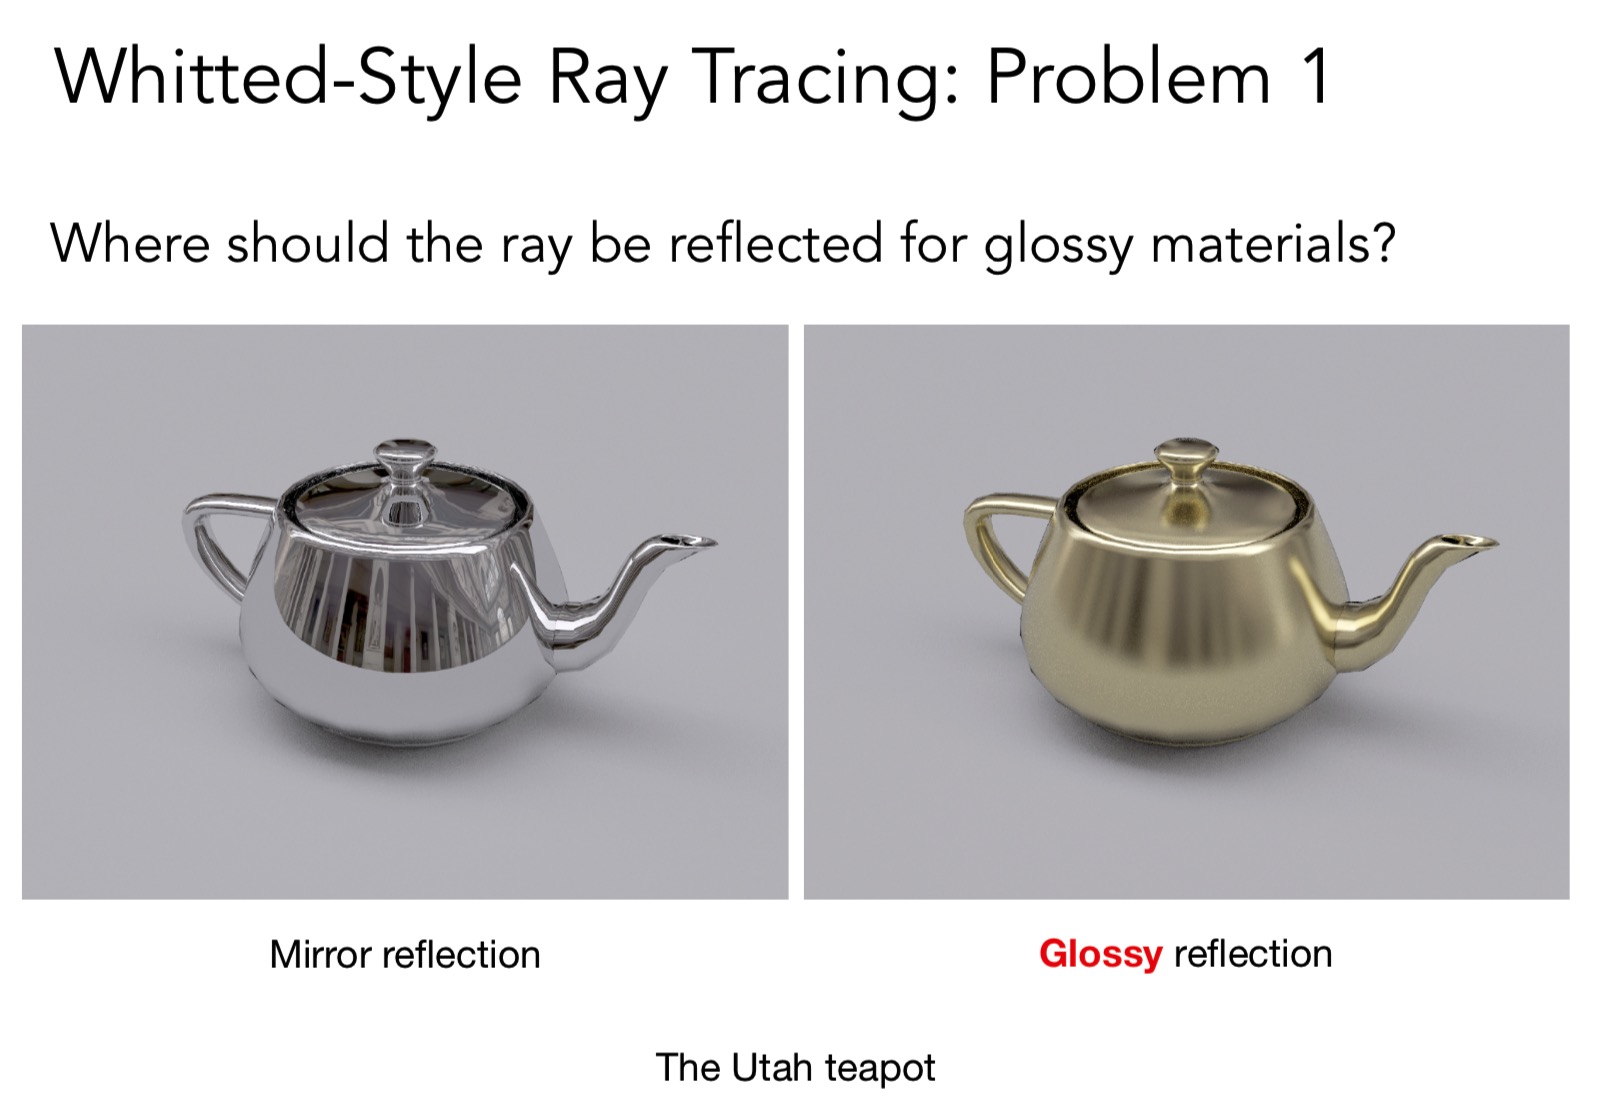 Whitted-Style Ray Tracing: Problem 1
Where should the ray be reflected for glossy materials?
Mirror reflection
Glossy reflection
The Utah teapot